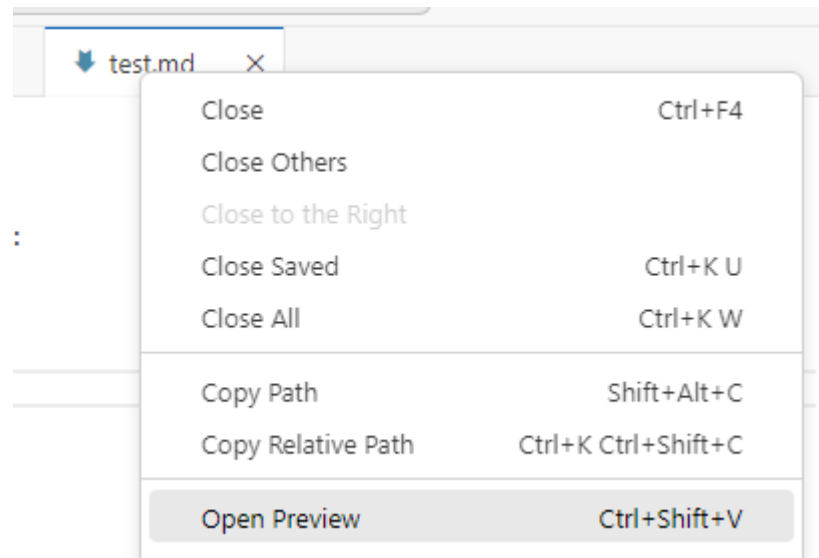 test.md
Close Ctrl+F4
Close Others
Close to the Right
Close Saved Ctrl+K U
Close All Ctrl+K W
:
Copy Path Shift+Alt+C
Copy Relative Path Ctrl+K Ctrl+Shift+C
Open Preview Ctrl+Shift+V